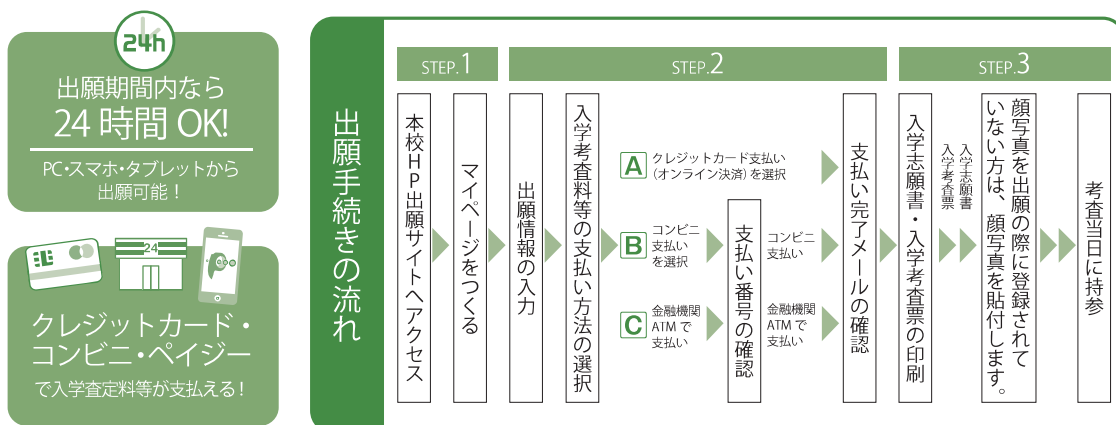 24h
出願期間内なら
24時間 OK!
PC・スマホ・タブレットから
出願可能！
24
クレジットカード・
コンビニ・ペイジー
で入学査定料等が支払える！
出願手続きの流れ
STEP.1
本校HP出願サイトへアクセス
マイページをつくる
STEP.2
出願情報の入力
入学考査料等の支払い方法の選択
A
クレジットカード支払い
(オンライン決済)を選択
B
コンビニ
支払い
を選択
C
金融機関
ATMで
支払い
支払い番号の確認
コンビニ
支払い
金融機関
ATMで
支払い
支払い完了メールの確認
STEP.3
入学志願書・入学考査票の印刷
入学志願書
入学考査票
顔写真を出願の際に登録されて
いない方は、顔写真を貼付します。
考査当日に持参